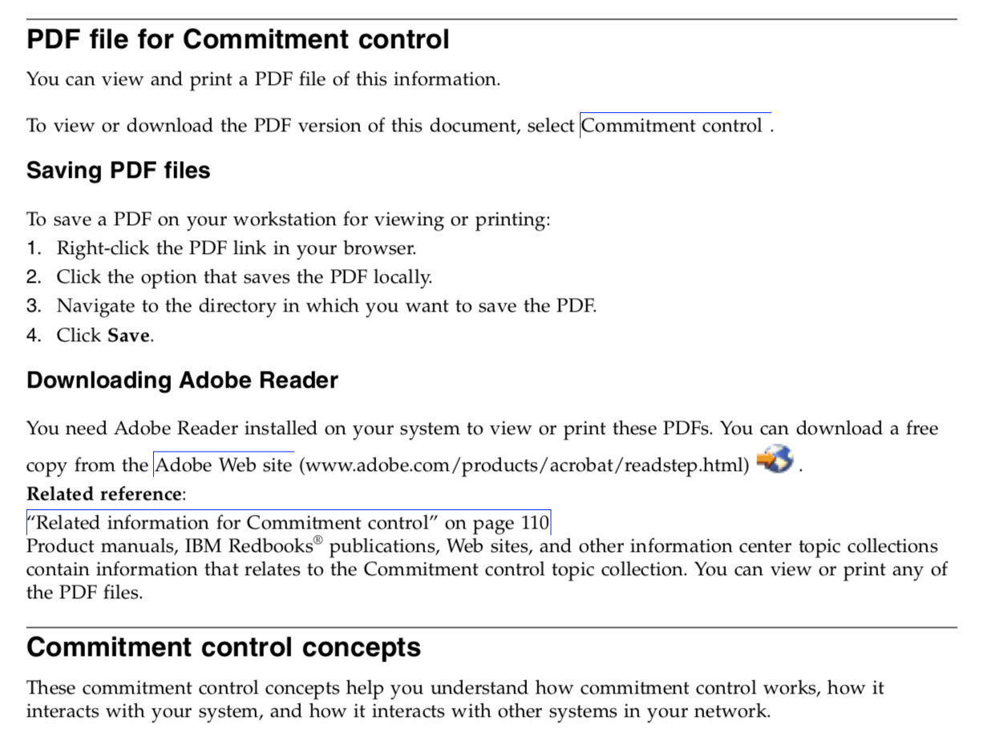 PDF file for Commitment control
You can view and print a PDF file of this information.
To view or download the PDF version of this document, select Commitment control .
Saving PDF files
To save a PDF on your workstation for viewing or printing:
1. Right-click the PDF link in your browser.
2. Click the option that saves the PDF locally.
3. Navigate to the directory in which you want to save the PDF.
4. Click Save.
Downloading Adobe Reader
You need Adobe Reader installed on your system to view or print these PDFs. You can download a free
copy from the Adobe Web site (www.adobe.com/products/acrobat/readstep.html) .
Related reference:
“Related information for Commitment control” on page 110
Product manuals, IBM Redbooks® publications, Web sites, and other information center topic collections
contain information that relates to the Commitment control topic collection. You can view or print any of
the PDF files.
Commitment control concepts
These commitment control concepts help you understand how commitment control works, how it
interacts with your system, and how it interacts with other systems in your network.